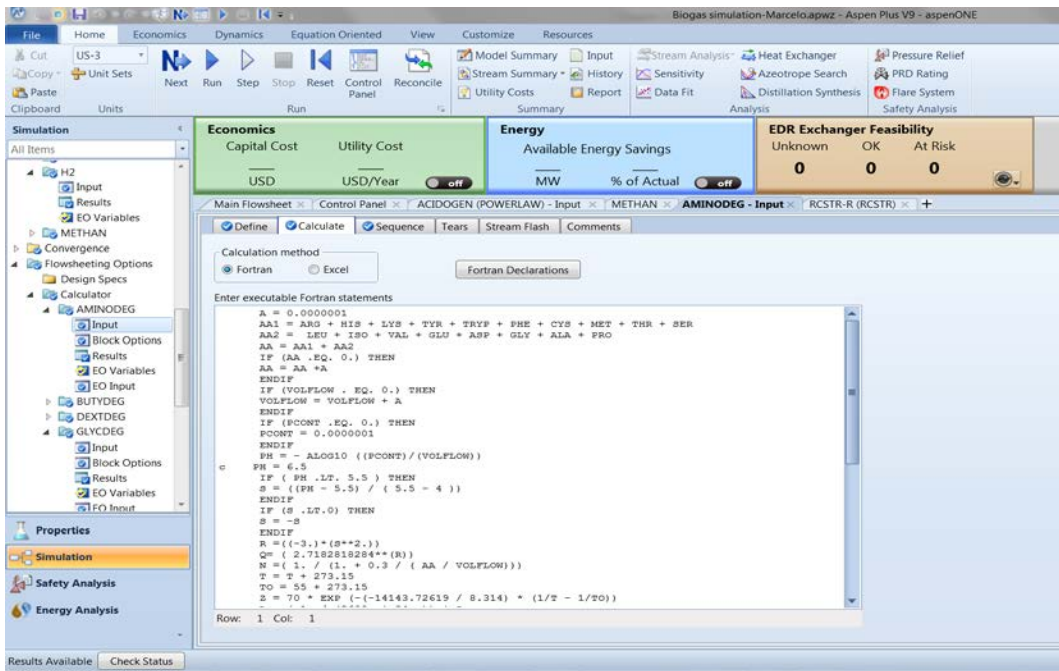 Biogas simulation-Marcelo.apwz - Aspen Plus V9 - aspenONE
File Home Economics Dynamics Equation Oriented View Customize Resources
Cut US-3 Model Summary Input Stream Analysis Heat Exchanger Pressure Relief
Copy Unit Sets Next Run Step Stop Reset Control Panel Reconcile Stream Summary History Sensitivity Azeotrope Search PRD Rating
Paste Utility Costs Report Data Fit Distillation Synthesis Flare System
Clipboard Units Run Summary Analysis Safety Analysis
Simulation
All Items
H2
Input
Results
EO Variables
METHAN
Convergence
Flowsheeting Options
Design Specs
Calculator
AMINODEG
Input
Block Options
Results
EO Variables
EO Input
BUTYDEG
DEXTDEG
GLYCDEG
Input
Block Options
Results
EO Variables
EO Input
Properties
Simulation
Safety Analysis
Energy Analysis
Economics
Capital Cost Utility Cost
USD USD/Year off
Energy
Available Energy Savings
MW % of Actual off
EDR Exchanger Feasibility
Unknown OK At Risk
0 0 0
Main Flowsheet Control Panel ACIDOGEN (POWERLAW) - Input METHAN AMINODEG - Input RCSTR-R (RCSTR) +
Define Calculate Sequence Tears Stream Flash Comments
Calculation method
Fortran Excel Fortran Declarations
Enter executable Fortran statements
A = 0.0000001
AA1 = ARG + HIS + LYS + TYR + TRYP + PHE + CYS + MET + THR + SER
AA2 = LEU + ISO + VAL + GLU + ASP + GLY + ALA + PRO
AA = AA1 + AA2
IF (AA .EQ. 0.) THEN
AA = AA +A
ENDIF
IF (VOLFLOW . EQ. 0.) THEN
VOLFLOW = VOLFLOW + A
ENDIF
IF (PCONT .EQ. 0.) THEN
PCONT = 0.0000001
ENDIF
PH = - ALOG10 ((PCONT)/(VOLFLOW))
C PH = 6.5
IF ( PH .LT. 5.5 ) THEN
S = ((PH - 5.5) / ( 5.5 - 4 ))
ENDIF
IF (S .LT.0) THEN
S = -S
ENDIF
R =((-3.)*(S**2.))
Q= ( 2.7182818284**(R))
N =( 1. / (1. + 0.3 / ( AA / VOLFLOW)))
T = T + 273.15
TO = 55 + 273.15
Z = 70 * EXP (-(-14143.72619 / 8.314) * (1/T - 1/TO))
Row: 1 Col: 1
Results Available Check Status